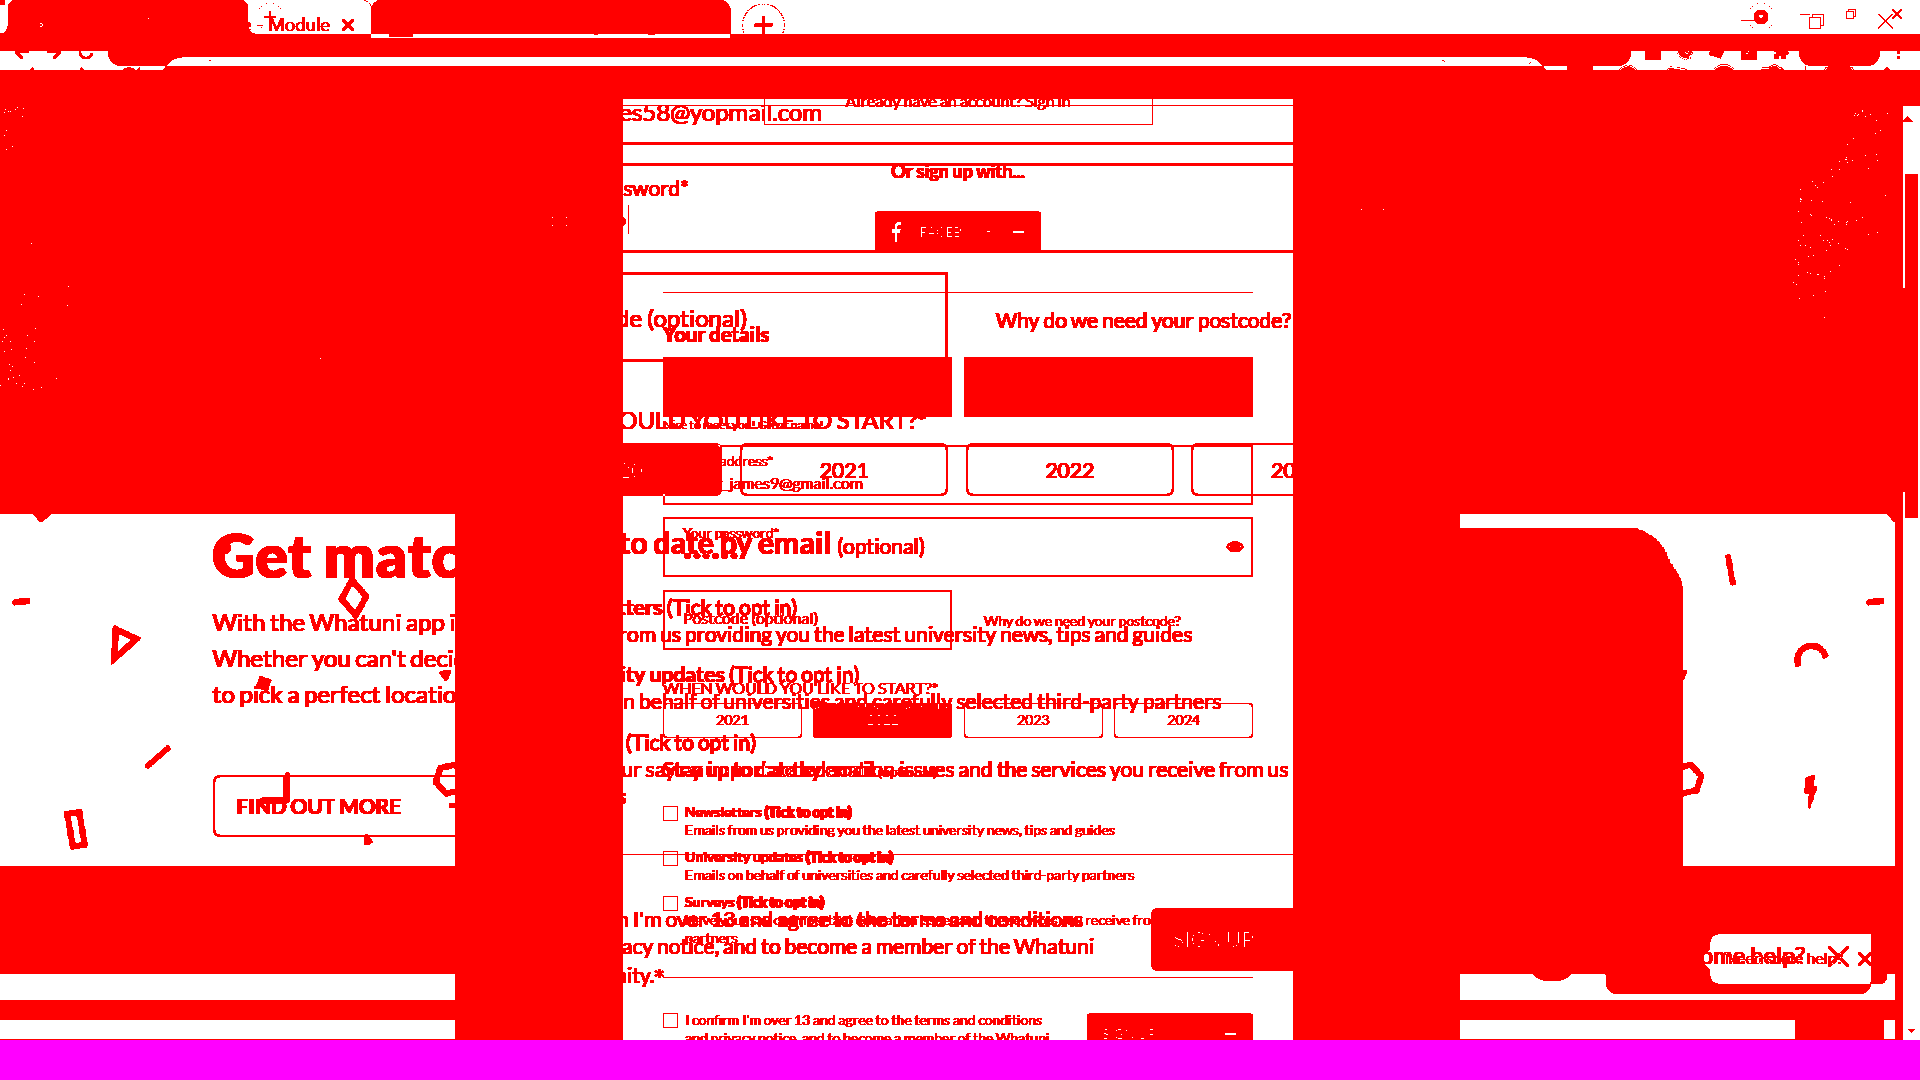 - Module
Already have an account? Sign in
es58@yopmail.com
Or sign up with...
sword*
FACEB
de (optional)
Why do we need your postcode?
Your details
OULD YOU LIKE TO START?*
address*
2021
2022
20
james9@gmail.com
Your password*
Get matc
to date by email (optional)
tters (Tick to opt in)
Postcode (optional)
Why do we need your postcode?
With the Whatuni app i
rom us providing you the latest university news, tips and guides
Whether you can't deci
ity updates (Tick to opt in)
WHEN WOULD YOU LIKE TO START?*
to pick a perfect locatio
n behalf of universities and carefully selected third-party partners
2021
2022
2023
2024
(Tick to opt in)
issues and the services you receive from us
FIND OUT MORE
Newsletters (Tick to opt in)
Emails from us providing you the latest university news, tips and guides
University updates (Tick to opt in)
Emails on behalf of universities and carefully selected third-party partners
Surveys (Tick to opt in)
I'm over 13 and agree to the terms and conditions
receive fro
partners
acy notice, and to become a member of the Whatuni
SIGN UP
ome help?
ity.*
I confirm I'm over 13 and agree to the terms and conditions
and privacy notice, and to become a member of the Whatuni
SIGN UP